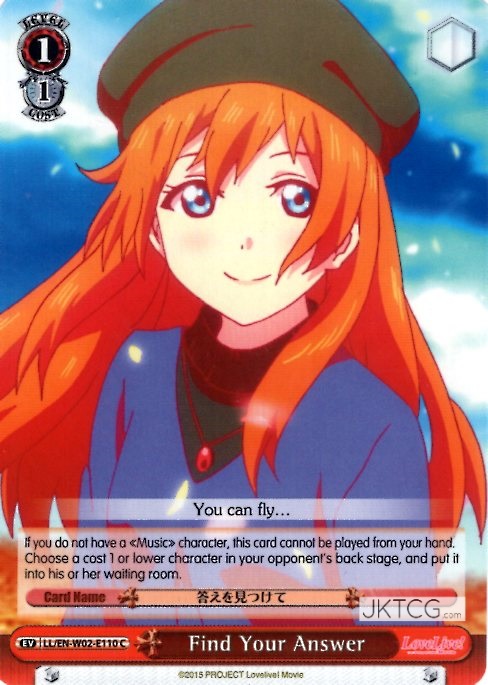 LEVEL
1
1
COST
You can fly...
If you do not have a «Music» character, this card cannot be played from your hand.
Choose a cost 1 or lower character in your opponent's back stage, and put it
into his or her waiting room.
Card Name 答えを見つけて
JKTCG.com
EV LL/EN-W02-E110 C Find Your Answer LoveLive!
©2015 PROJECT Lovelive! Movie